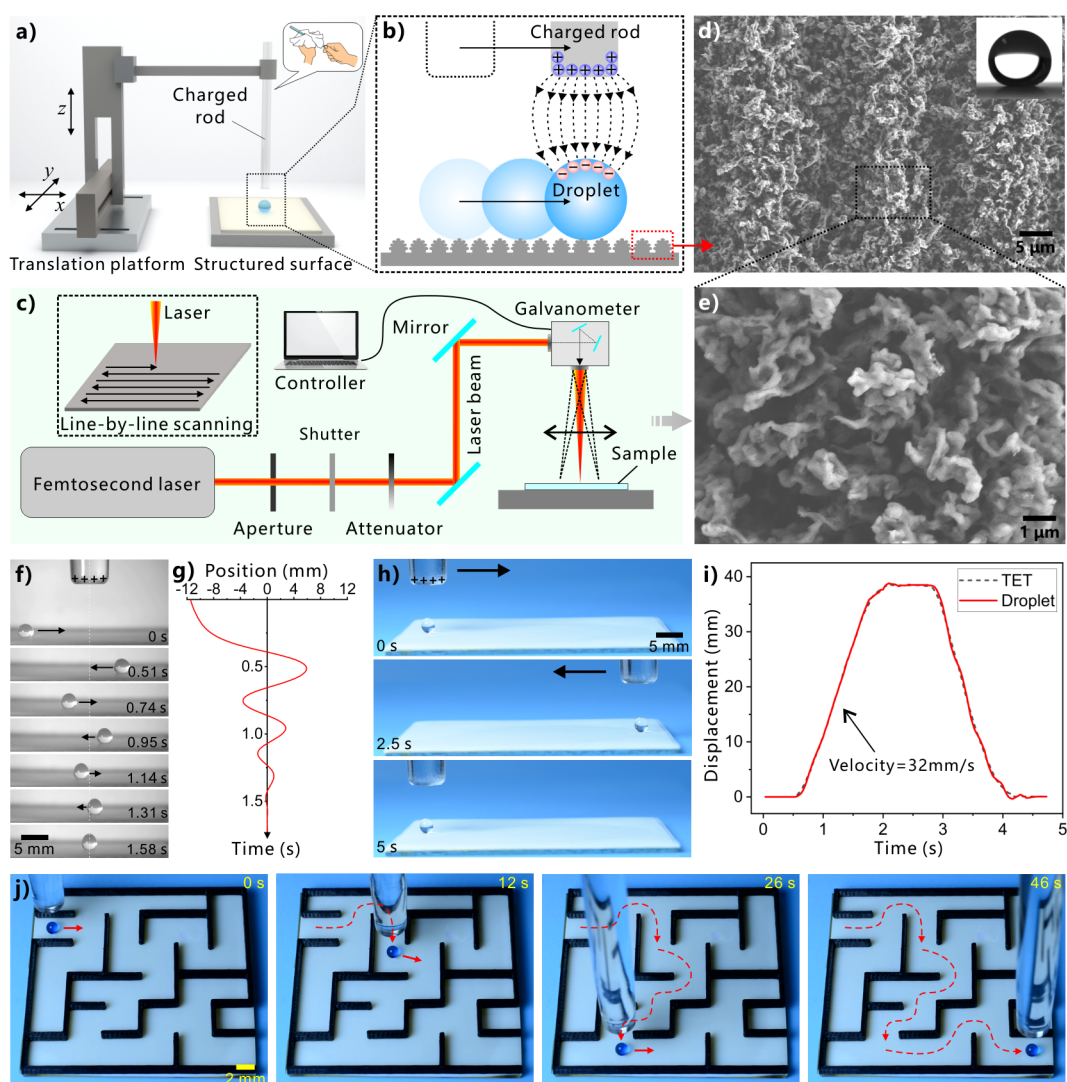 a)
z
y
x
Charged
rod
Translation platform
Structured surface
b)
Charged rod
+ + + + + + +
− − − − −
Droplet
d)
5 μm
c)
Laser
Line-by-line scanning
Controller
Mirror
Galvanometer
Laser beam
Shutter
Femtosecond laser
Aperture
Attenuator
Sample
e)
1 μm
f)
++++
0 s
0.51 s
0.74 s
0.95 s
1.14 s
1.31 s
5 mm
1.58 s
g)
Position (mm)
-12 -8 -4 0 4 8 12
0.5
1.0
1.5
Time (s)
h)
++++
0 s
5 mm
2.5 s
5 s
i)
TET
Droplet
Velocity=32mm/s
Displacement (mm)
40
30
20
10
0
0 1 2 3 4 5
Time (s)
j)
0 s
2 mm
12 s
26 s
46 s